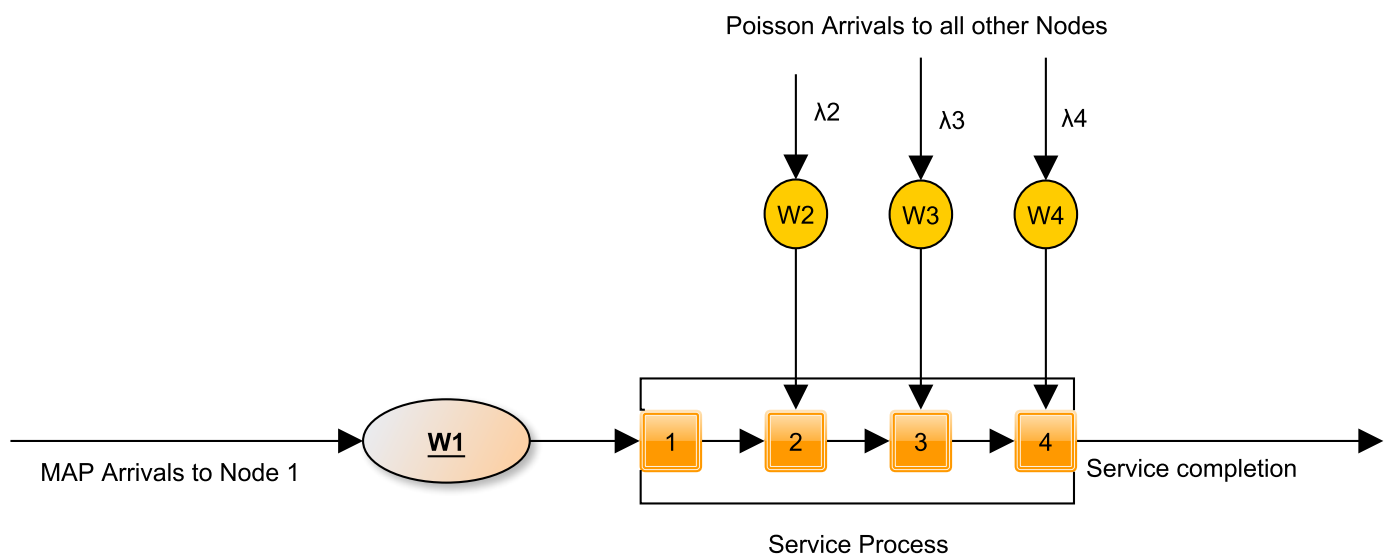 Poisson Arrivals to all other Nodes
λ2
λ3
λ4
W2
W3
W4
W1
1
2
3
4
MAP Arrivals to Node 1
Service completion
Service Process